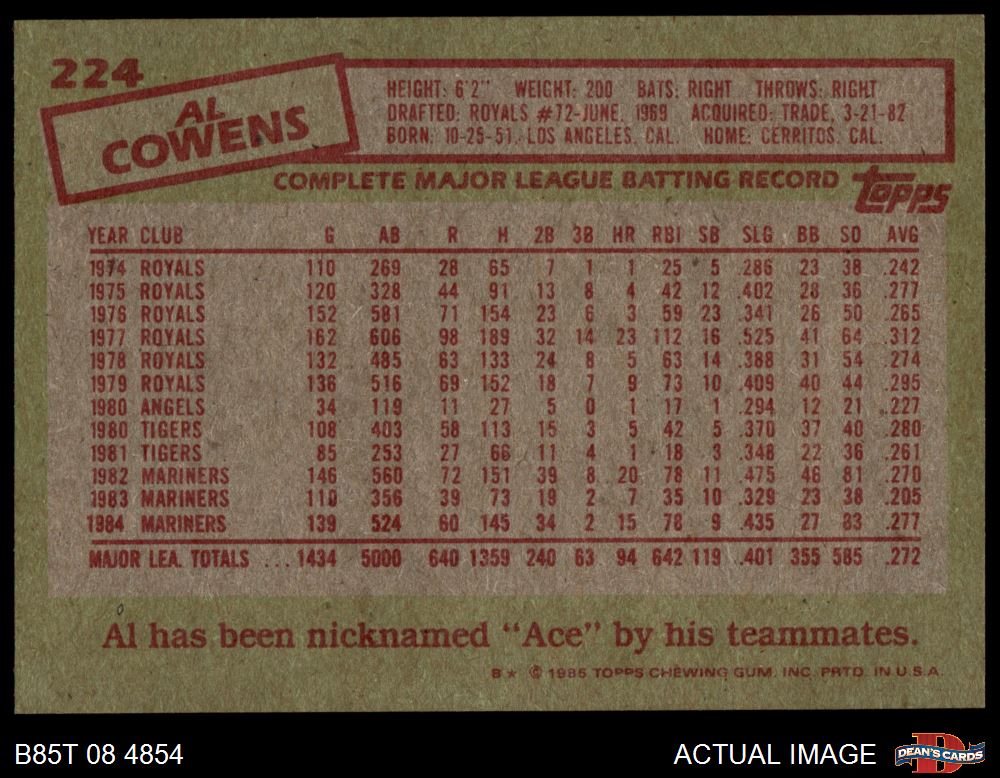 224
AL
COWENS
HEIGHT: 6'2" WEIGHT: 200 BATS: RIGHT THROWS: RIGHT
DRAFTED: ROYALS #72-JUNE, 1969 ACQUIRED: TRADE, 3-21-82
BORN: 10-25-51, LOS ANGELES, CAL. HOME: CERRITOS, CAL.
COMPLETE MAJOR LEAGUE BATTING RECORD
topps
YEAR CLUB G AB R H 2B 3B HR RBI SB SLG BB SO AVG
1974 ROYALS 110 269 28 65 7 1 1 25 5 .286 23 38 .242
1975 ROYALS 120 328 44 91 13 8 4 42 12 .402 28 36 .277
1976 ROYALS 152 581 71 154 23 6 3 59 23 .341 26 50 .265
1977 ROYALS 162 606 98 189 32 14 23 112 16 .525 41 64 .312
1978 ROYALS 132 485 63 133 24 8 5 63 14 .388 31 54 .274
1979 ROYALS 136 516 69 152 18 7 9 73 10 .409 40 44 .295
1980 ANGELS 34 119 11 27 5 0 1 17 1 .294 12 21 .227
1980 TIGERS 108 403 58 113 15 3 5 42 5 .370 37 40 .280
1981 TIGERS 85 253 27 66 11 4 1 18 3 .348 22 36 .261
1982 MARINERS 146 560 72 151 39 8 20 78 11 .475 46 81 .270
1983 MARINERS 110 356 39 73 19 2 7 35 10 .329 23 38 .205
1984 MARINERS 139 524 60 145 34 2 15 78 9 .435 27 83 .277
MAJOR LEA. TOTALS ... 1434 5000 640 1359 240 63 94 642 119 .401 355 585 .272
Al has been nicknamed "Ace" by his teammates.
B* © 1985 TOPPS CHEWING GUM, INC. PRTD. IN U.S.A.
B85T 08 4854
ACTUAL IMAGE
DEAN'S CARDS